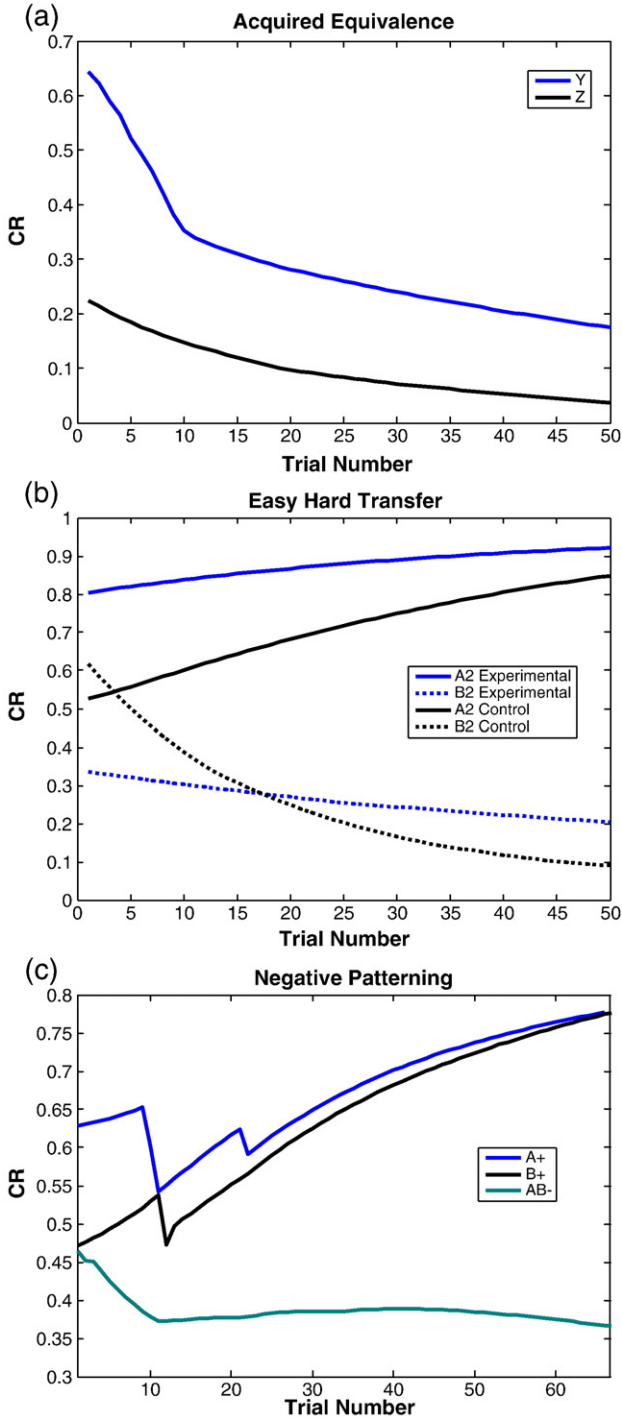 (a)
Acquired Equivalence
0.7
0.6
0.5
0.4
0.3
0.2
0.1
0
CR
Y
Z
0 5 10 15 20 25 30 35 40 45 50
Trial Number
(b)
Easy Hard Transfer
1
0.9
0.8
0.7
0.6
0.5
0.4
0.3
0.2
0.1
0
CR
A2 Experimental
B2 Experimental
A2 Control
B2 Control
0 5 10 15 20 25 30 35 40 45 50
Trial Number
(c)
Negative Patterning
0.8
0.75
0.7
0.65
0.6
0.55
0.5
0.45
0.4
0.35
0.3
CR
A+
B+
AB-
10 20 30 40 50 60
Trial Number